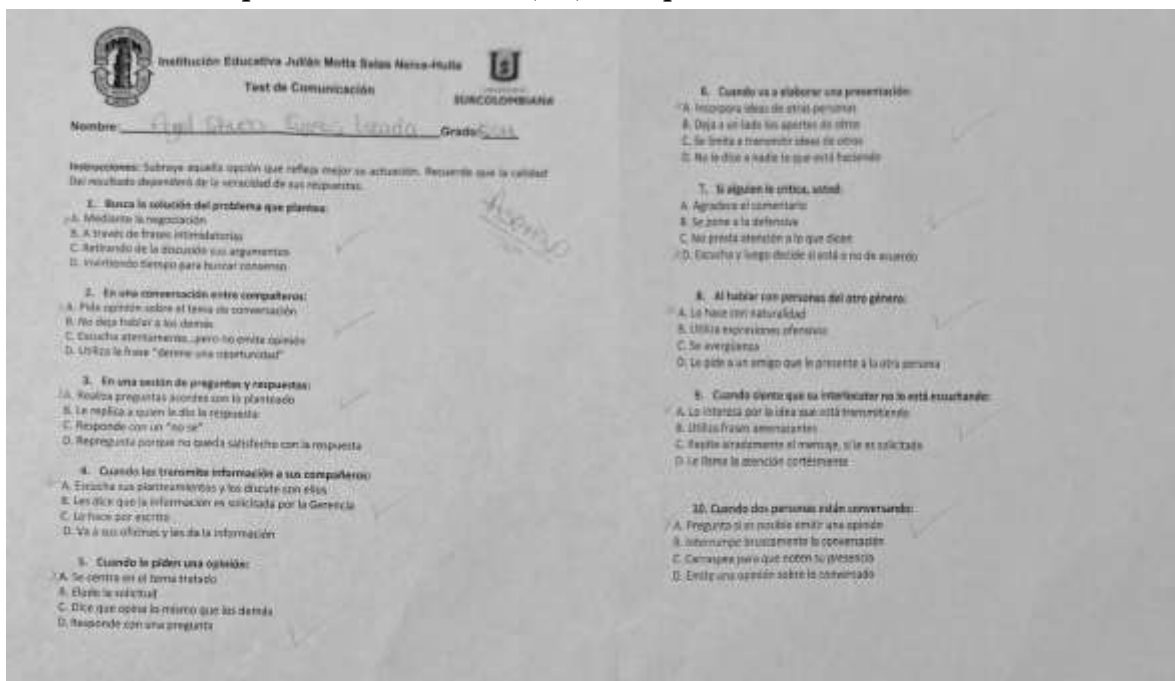 Institución Educativa Julián Motta Salas Neiva-Huila
Test de Comunicación
SURCOLOMBIANA
Nombre: Grado
Instrucciones: Subraye aquella opción que refleja mejor su actuación. Recuerde que la calidad
Del resultado dependerá de la veracidad de sus respuestas.
1. Busca la solución del problema que plantea:
A. Mediante la negociación
B. A través de frases intimidatorias
C. Retirando de la discusión sus argumentos
D. Invirtiendo tiempo para buscar consenso
Asertivo
2. En una conversación entre compañeros:
A. Pide opinión sobre el tema de conversación
B. No deja hablar a los demás
C. Escucha atentamente...pero no emite opinión
D. Utiliza la frase "deme una oportunidad"
3. En una sesión de preguntas y respuestas:
A. Realiza preguntas acordes con lo planteado
B. Le replica a quien le dio la respuesta
C. Responde con un "no se"
D. Repregunta porque no queda satisfecho con la respuesta
4. Cuando les transmite información a sus compañeros:
A. Escucha sus planteamientos y los discute con ellos
B. Les dice que la información es solicitada por la Gerencia
C. Lo hace por escrito
D. Va a sus oficinas y les da la información
5. Cuando le piden una opinión:
A. Se centra en el tema tratado
B. Elude la solicitud
C. Dice que opina lo mismo que los demás
D. Responde con una pregunta
6. Cuando va a elaborar una presentación:
A. Incorpora ideas de otras personas
B. Deja a un lado los aportes de otros
C. Se limita a transmitir ideas de otros
D. No le dice a nadie lo que está haciendo
7. Si alguien le critica, usted:
A. Agradece el comentario
B. Se pone a la defensiva
C. No presta atención a lo que dicen
D. Escucha y luego decide si está o no de acuerdo
8. Al hablar con personas del otro género:
A. Lo hace con naturalidad
B. Utiliza expresiones ofensivas
C. Se avergüenza
D. Le pide a un amigo que le presente a la otra persona
9. Cuando siente que su interlocutor no lo está escuchando:
A. Lo interesa por la idea que está transmitiendo
B. Utiliza frases amenazantes
C. Repite airadamente el mensaje, si le es solicitada
D. Le llama la atención cortésmente
10. Cuando dos personas están conversando:
A. Pregunta si es posible emitir una opinión
B. Interrumpe bruscamente la conversación
C. Carraspea para que noten su presencia
D. Emite una opinión sobre lo conversado